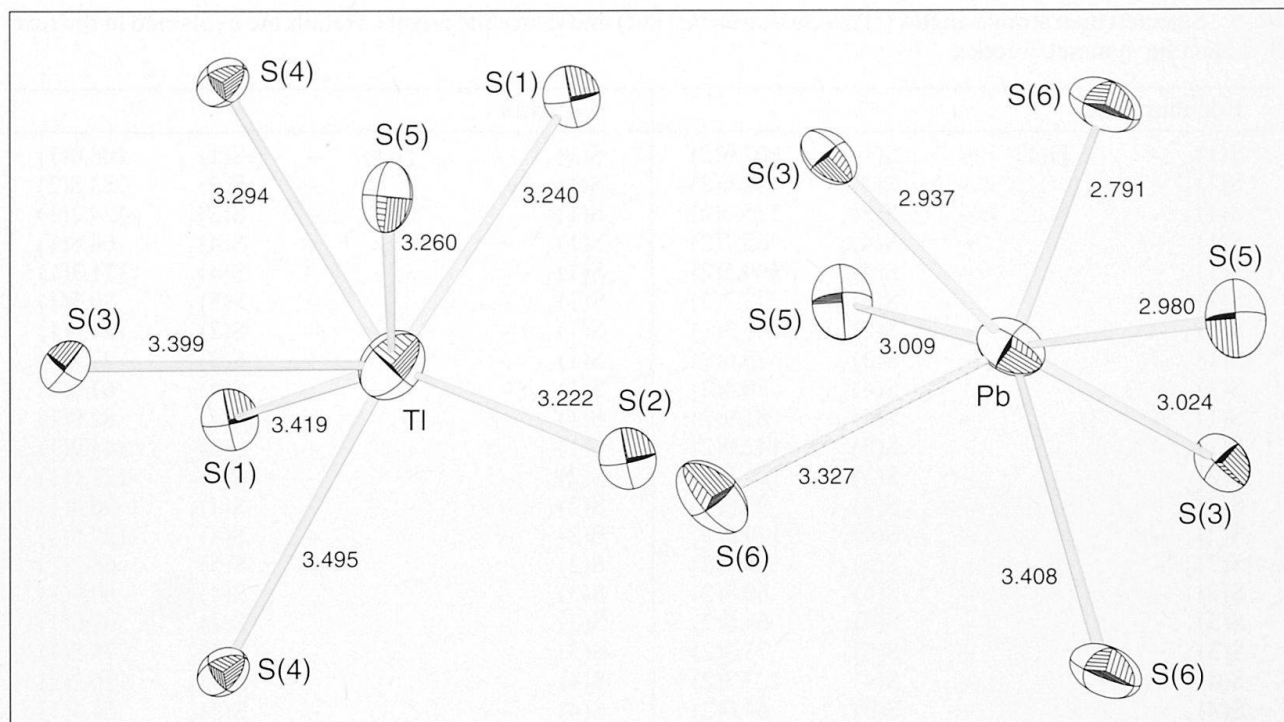 S(4)
S(1)
S(6)
S(5)
S(3)
3.294
3.240
2.937
2.791
3.260
S(5)
S(5)
2.980
S(3)
3.399
3.009
3.222
S(2)
Tl
Pb
3.024
3.419
S(1)
3.327
S(3)
S(6)
3.495
3.408
S(4)
S(6)